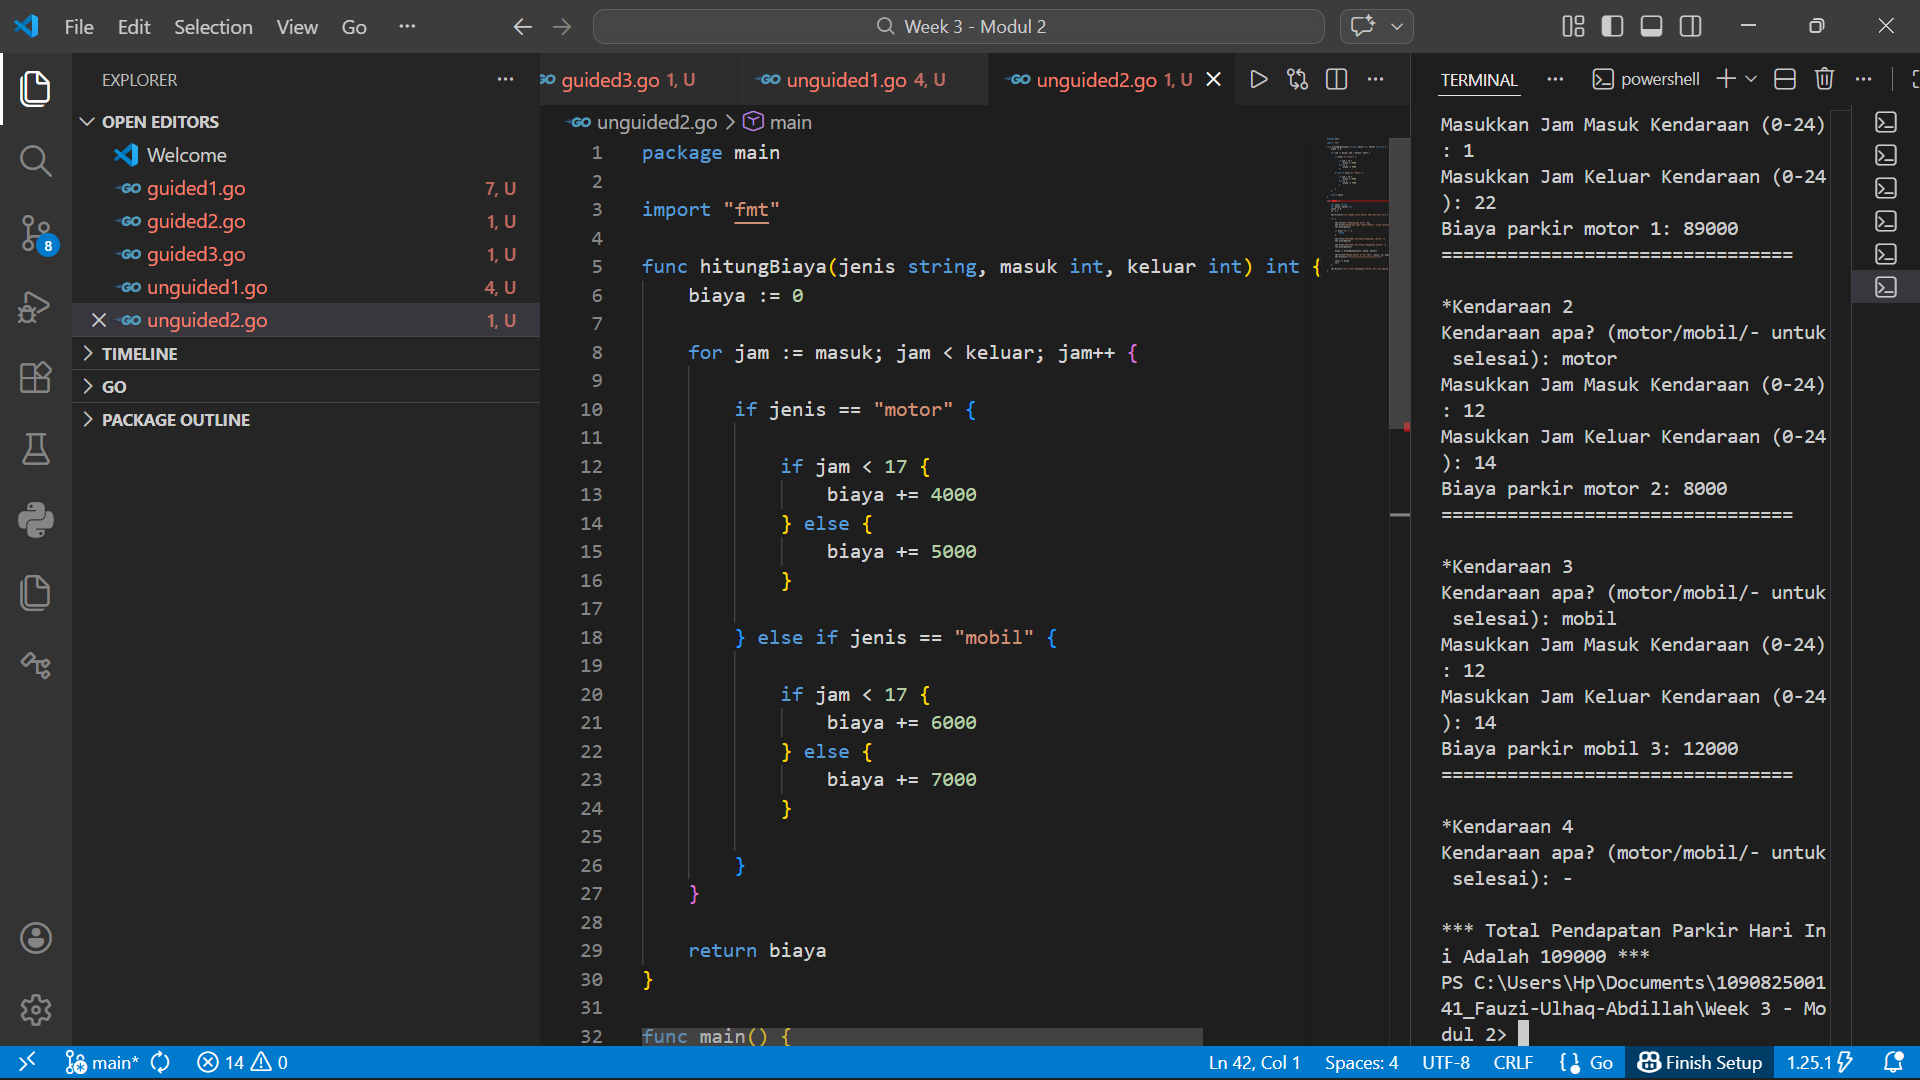 File Edit Selection View Go ···
Week 3 - Modul 2
EXPLORER
OPEN EDITORS
Welcome
guided1.go 7, U
guided2.go 1, U
guided3.go 1, U
unguided1.go 4, U
unguided2.go 1, U
TIMELINE
GO
PACKAGE OUTLINE
8
guided3.go 1, U
unguided1.go 4, U
unguided2.go 1, U
unguided2.go > main
1 package main
2
3 import "fmt"
4
5 func hitungBiaya(jenis string, masuk int, keluar int) int {
6 biaya := 0
7
8 for jam := masuk; jam < keluar; jam++ {
9
10 if jenis == "motor" {
11
12 if jam < 17 {
13 biaya += 4000
14 } else {
15 biaya += 5000
16 }
17
18 } else if jenis == "mobil" {
19
20 if jam < 17 {
21 biaya += 6000
22 } else {
23 biaya += 7000
24 }
25
26 }
27 }
28
29 return biaya
30 }
31
32 func main() {
TERMINAL ··· powershell
Masukkan Jam Masuk Kendaraan (0-24)
: 1
Masukkan Jam Keluar Kendaraan (0-24
): 22
Biaya parkir motor 1: 89000
================================
*Kendaraan 2
Kendaraan apa? (motor/mobil/- untuk
selesai): motor
Masukkan Jam Masuk Kendaraan (0-24)
: 12
Masukkan Jam Keluar Kendaraan (0-24
): 14
Biaya parkir motor 2: 8000
================================
*Kendaraan 3
Kendaraan apa? (motor/mobil/- untuk
selesai): mobil
Masukkan Jam Masuk Kendaraan (0-24)
: 12
Masukkan Jam Keluar Kendaraan (0-24
): 14
Biaya parkir mobil 3: 12000
================================
*Kendaraan 4
Kendaraan apa? (motor/mobil/- untuk
selesai): -
*** Total Pendapatan Parkir Hari In
i Adalah 109000 ***
PS C:\Users\Hp\Documents\1090825001
41_Fauzi-Ulhaq-Abdillah\Week 3 - Mo
dul 2>
main* 14 0 Ln 42, Col 1 Spaces: 4 UTF-8 CRLF {} Go Finish Setup 1.25.1